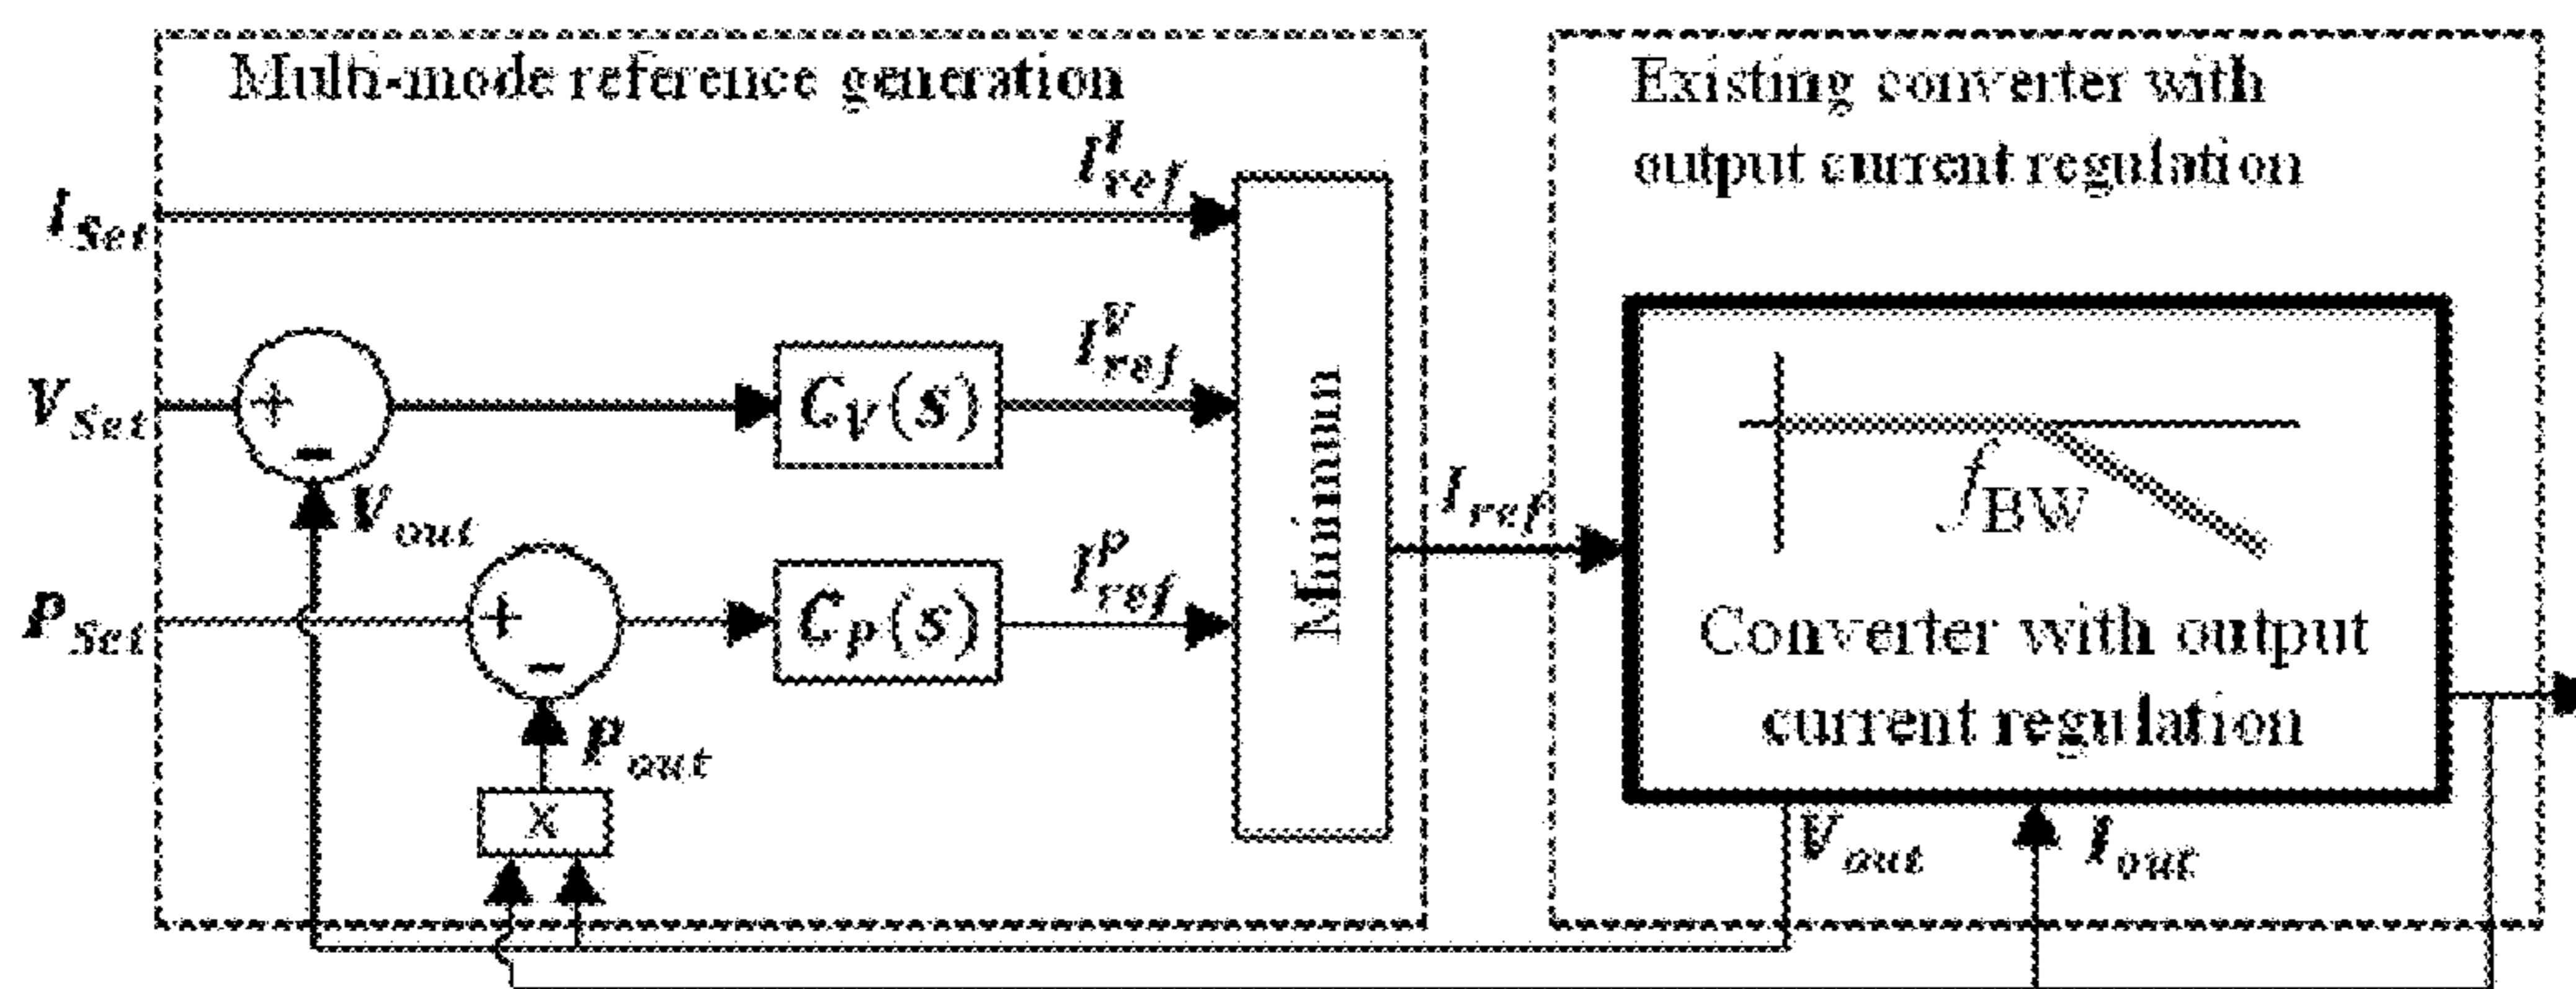 Multi-mode reference generation
Existing converter with
output current regulation
I^I_ref
I_Set
I^V_ref
V_Set
+
-
C_V(s)
V_out
Minimum
I_ref
f_BW
I^P_ref
P_Set
+
-
C_P(s)
Converter with output
current regulation
P_out
X
V_out
I_out